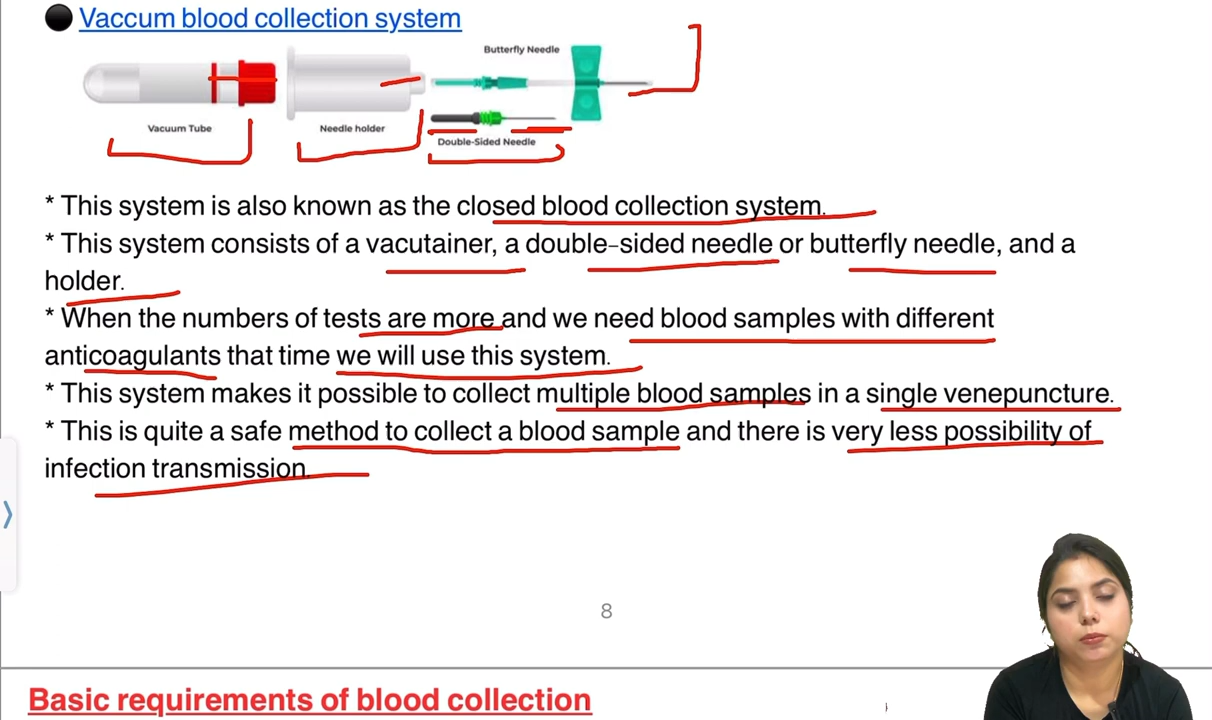 Vaccum blood collection system
Butterfly Needle
Vacuum Tube
Needle holder
Double-Sided Needle
* This system is also known as the closed blood collection system.
* This system consists of a vacutainer, a double-sided needle or butterfly needle, and a
holder.
* When the numbers of tests are more and we need blood samples with different
anticoagulants that time we will use this system.
* This system makes it possible to collect multiple blood samples in a single venepuncture.
* This is quite a safe method to collect a blood sample and there is very less possibility of
infection transmission.
8
Basic requirements of blood collection